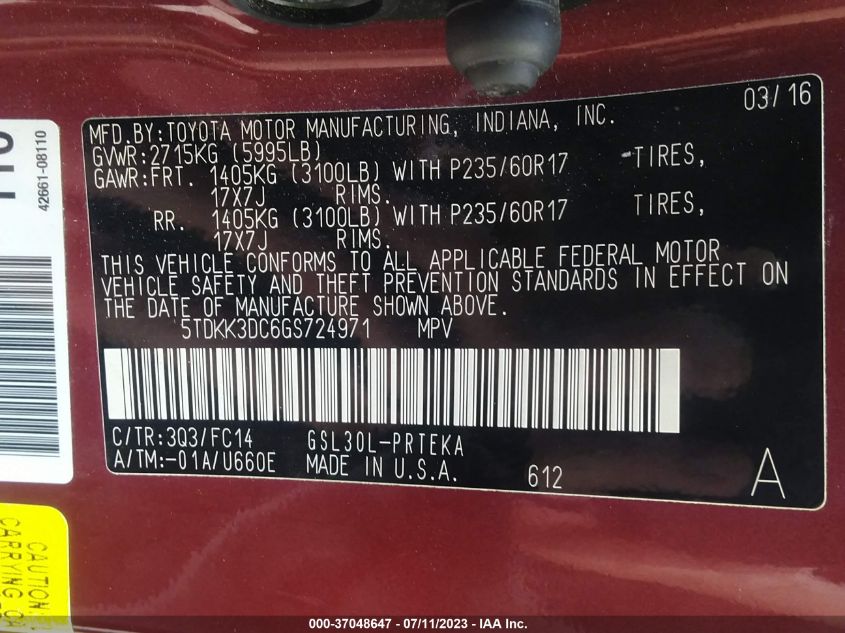 03/16
MFD.BY:TOYOTA MOTOR MANUFACTURING, INDIANA, INC.
GVWR:2715KG (5995LB)
GAWR:FRT. 1405KG (3100LB) WITH P235/60R17 TIRES,
17X7J RIMS.
RR. 1405KG (3100LB) WITH P235/60R17 TIRES,
17X7J RIMS.
THIS VEHICLE CONFORMS TO ALL APPLICABLE FEDERAL MOTOR
VEHICLE SAFETY AND THEFT PREVENTION STANDARDS IN EFFECT ON
THE DATE OF MANUFACTURE SHOWN ABOVE.
5TDKK3DC6GS724971 MPV
C/TR:3Q3/FC14 GSL30L-PRTEKA
A/TM:-01A/U660E MADE IN U.S.A.
612
A
42661-08110
CAUTION:
CARRYING
000-37048647 - 07/11/2023 - IAA Inc.